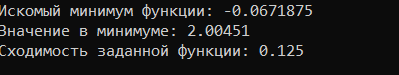 Искомый минимум функции: -0.0671875
Значение в минимуме: 2.00451
Сходимость заданной функции: 0.125